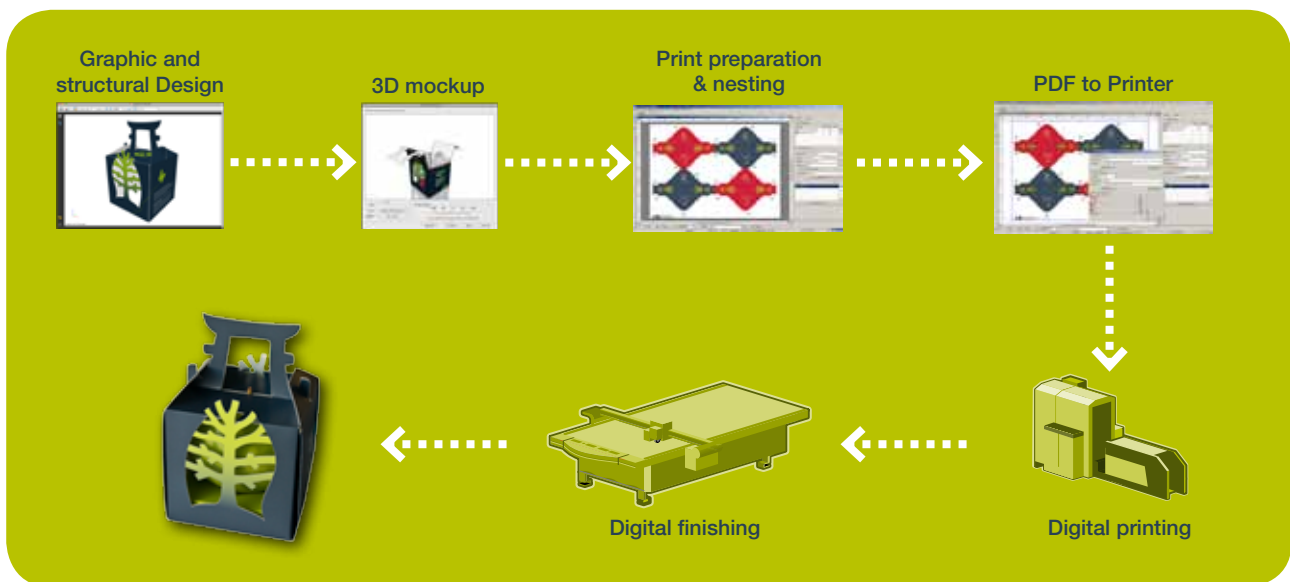 Graphic and
structural Design
3D mockup
Print preparation
& nesting
PDF to Printer
Digital finishing
Digital printing